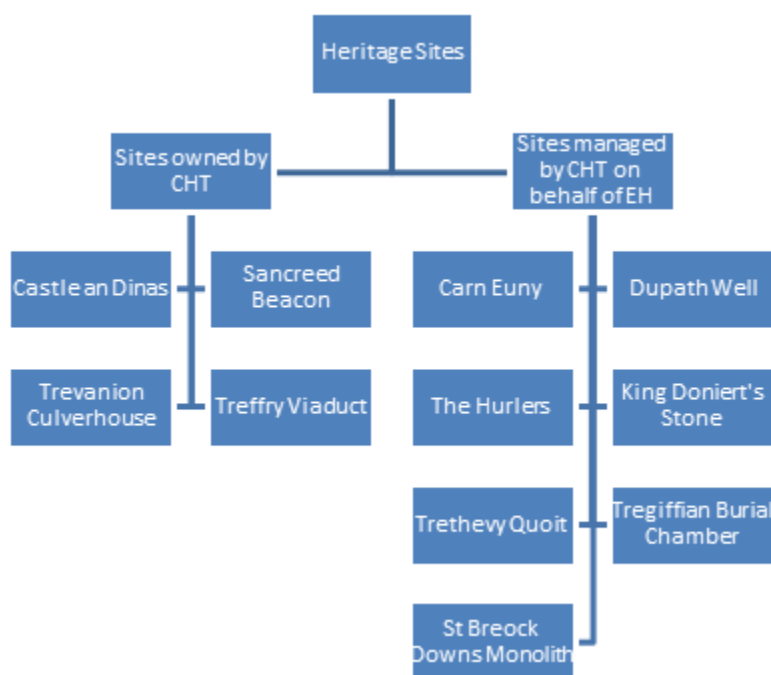 Heritage Sites
Sites owned by
CHT
Sites managed
by CHT on
behalf of EH
Castle an Dinas
Sancreed
Beacon
Trevanion
Culverhouse
Treffry Viaduct
Carn Euny
Dupath Well
The Hurlers
King Doniert's
Stone
Trethevy Quoit
Tregiffian Burial
Chamber
St Breock
Downs Monolith